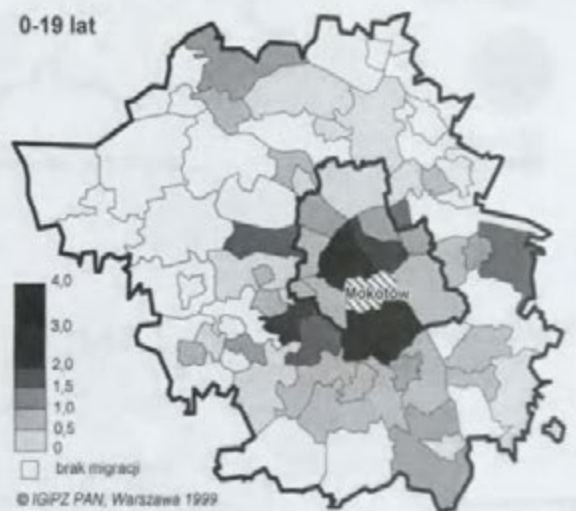 0-19 lat
Mokotów
4,0
3,0
2,0
1,5
1,0
0,5
0
brak migracji
© IGiPZ PAN, Warszawa 1999